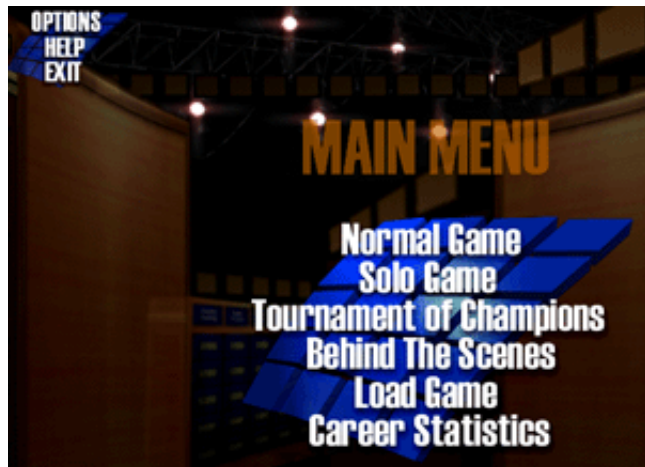 OPTIONS
HELP
EXIT
MAIN MENU
Normal Game
Solo Game
Tournament of Champions
Behind The Scenes
Load Game
Career Statistics